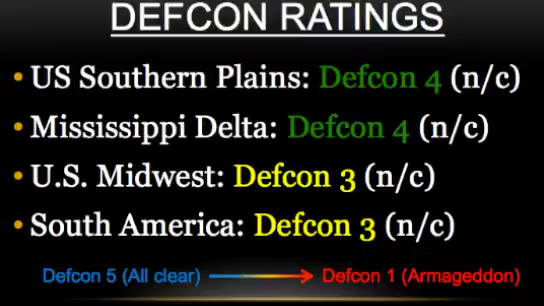 DEFCON RATINGS
• US Southern Plains: Defcon 4 (n/c)
• Mississippi Delta: Defcon 4 (n/c)
• U.S. Midwest: Defcon 3 (n/c)
• South America: Defcon 3 (n/c)
Defcon 5 (All clear) → Defcon 1 (Armageddon)